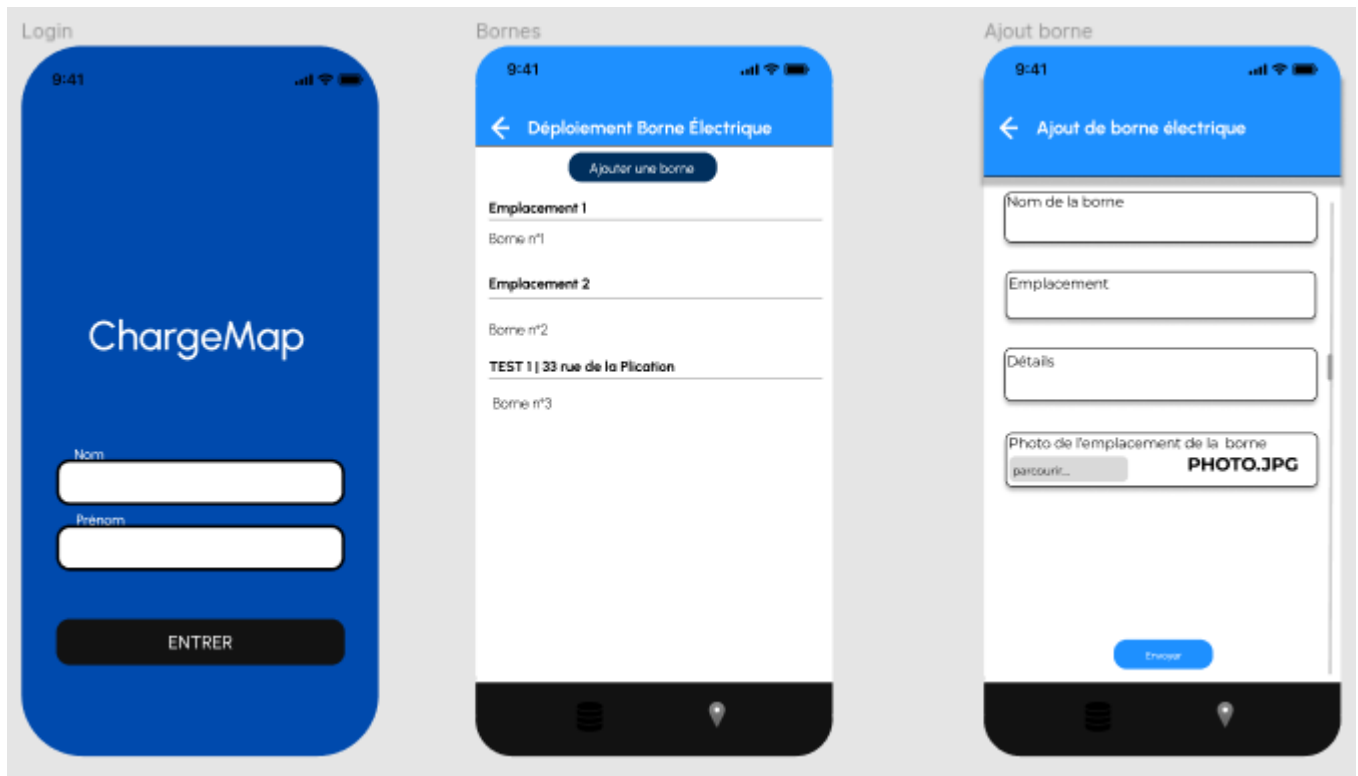 Login
9:41
ChargeMap
Nom
Prénom
ENTRER
Bornes
9:41
Déploiement Borne Électrique
Ajouter une borne
Emplacement 1
Borne n°1
Emplacement 2
Borne n°2
TEST 1 | 33 rue de la Plication
Borne n°3
Ajout borne
9:41
Ajout de borne électrique
Nom de la borne
Emplacement
Détails
Photo de l'emplacement de la borne
parcourir... PHOTO.JPG
Envoyer